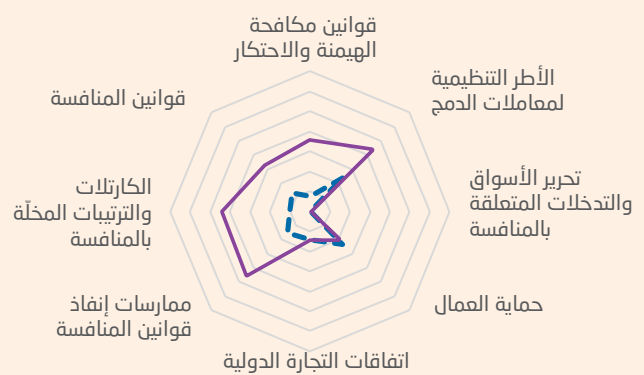 قوانين مكافحة
الهيمنة والاحتكار
الأطر التنظيمية
لمعاملات الدمج
تحرير الأسواق
والتدخلات المتعلقة
بالمنافسة
حماية العمال
اتفاقات التجارة الدولية
ممارسات إنفاذ
قوانين المنافسة
الكارتلات
والترتيبات المخلّة
بالمنافسة
قوانين المنافسة